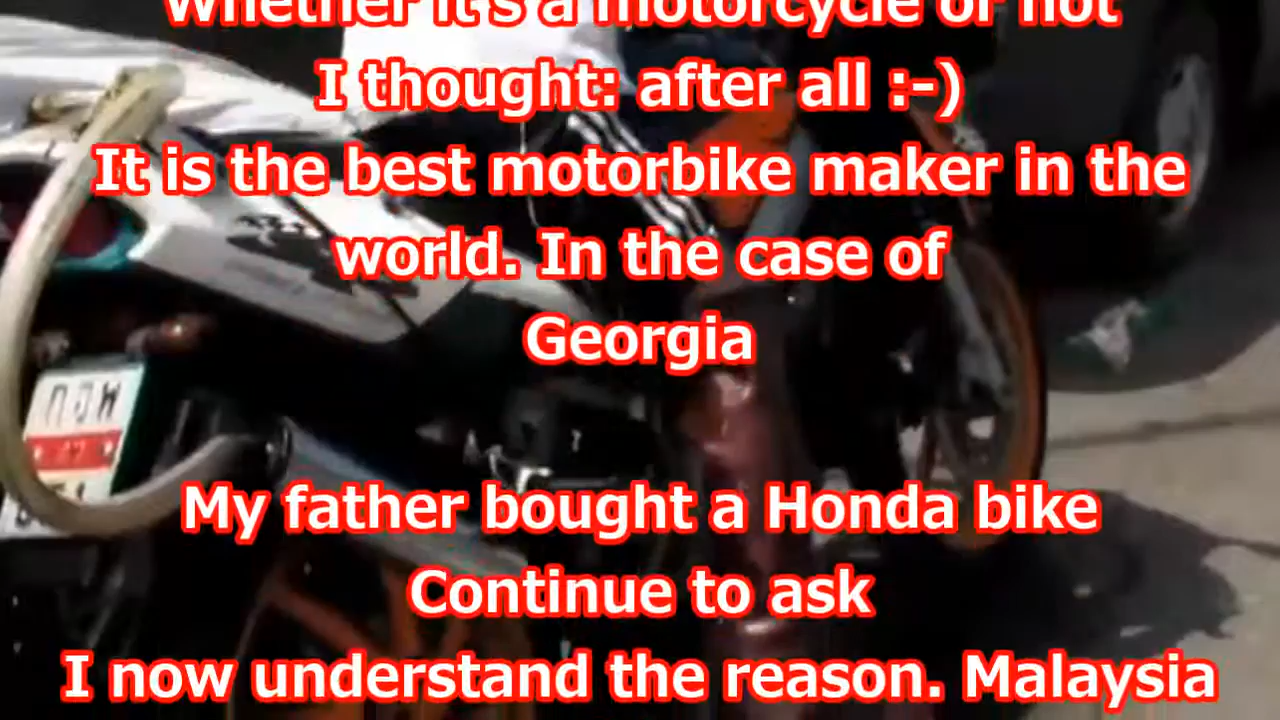 Whether it's a motorcycle or not
I thought: after all :-)
It is the best motorbike maker in the
world. In the case of
Georgia
My father bought a Honda bike
Continue to ask
I now understand the reason. Malaysia